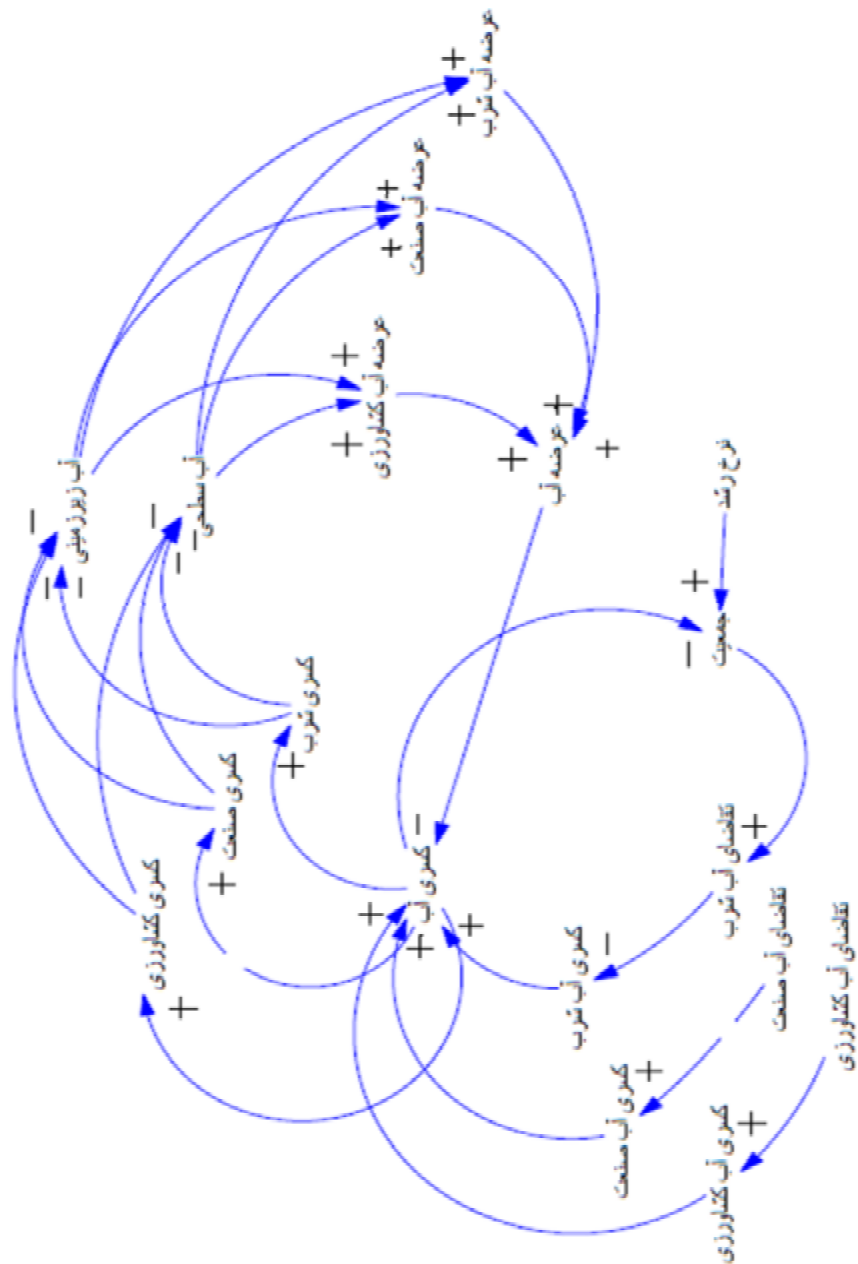 آب زیرزمینی
آب سطحی
عرضه آب شرب
عرضه آب صنعت
عرضه آب کشاورزی
عرضه آب
کسری کشاورزی
کسری صنعت
کسری شرب
کسری آب
نرخ رشد
جمعیت
تقاضای آب شرب
تقاضای آب صنعت
تقاضای آب کشاورزی
کسری آب شرب
کسری آب صنعت
کسری آب کشاورزی